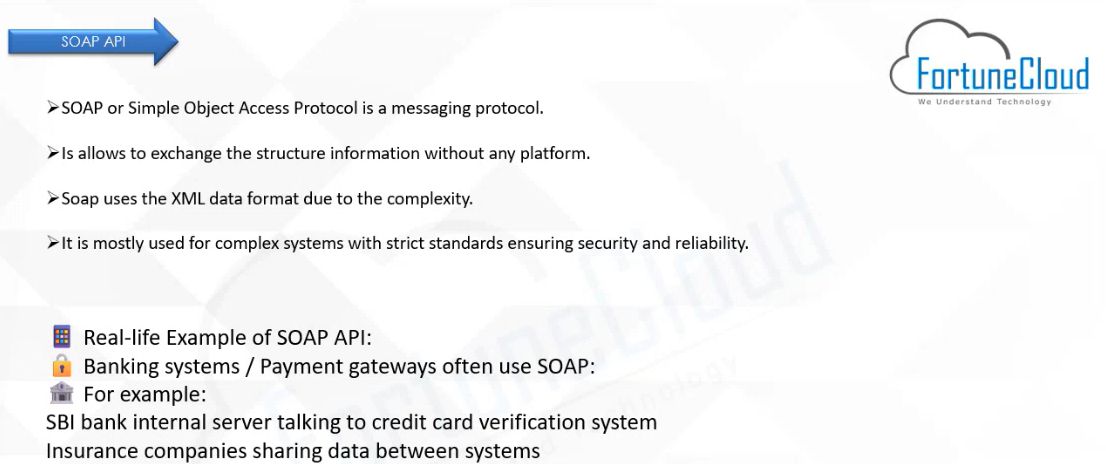 SOAP API
FortuneCloud
We Understand Technology
➢SOAP or Simple Object Access Protocol is a messaging protocol.
➢Is allows to exchange the structure information without any platform.
➢Soap uses the XML data format due to the complexity.
➢It is mostly used for complex systems with strict standards ensuring security and reliability.
Real-life Example of SOAP API:
Banking systems / Payment gateways often use SOAP:
For example:
SBI bank internal server talking to credit card verification system
Insurance companies sharing data between systems